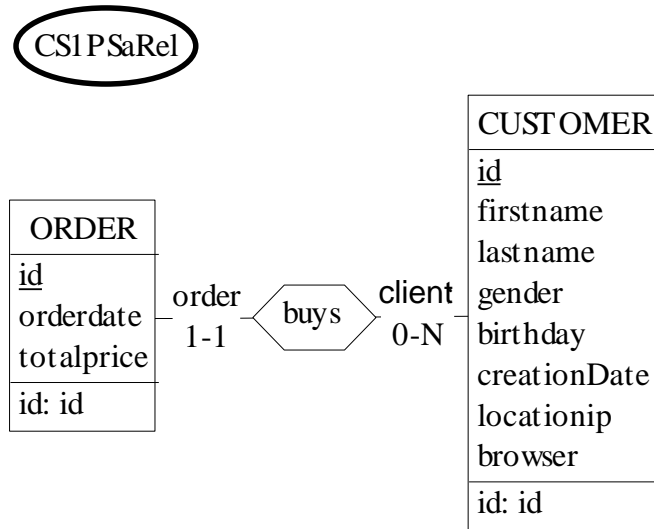 CS1PSaRel
CUSTOMER
id
firstname
lastname
gender
birthday
creationDate
locationip
browser
id: id
ORDER
id
orderdate
totalprice
id: id
order
1-1
buys
client
0-N